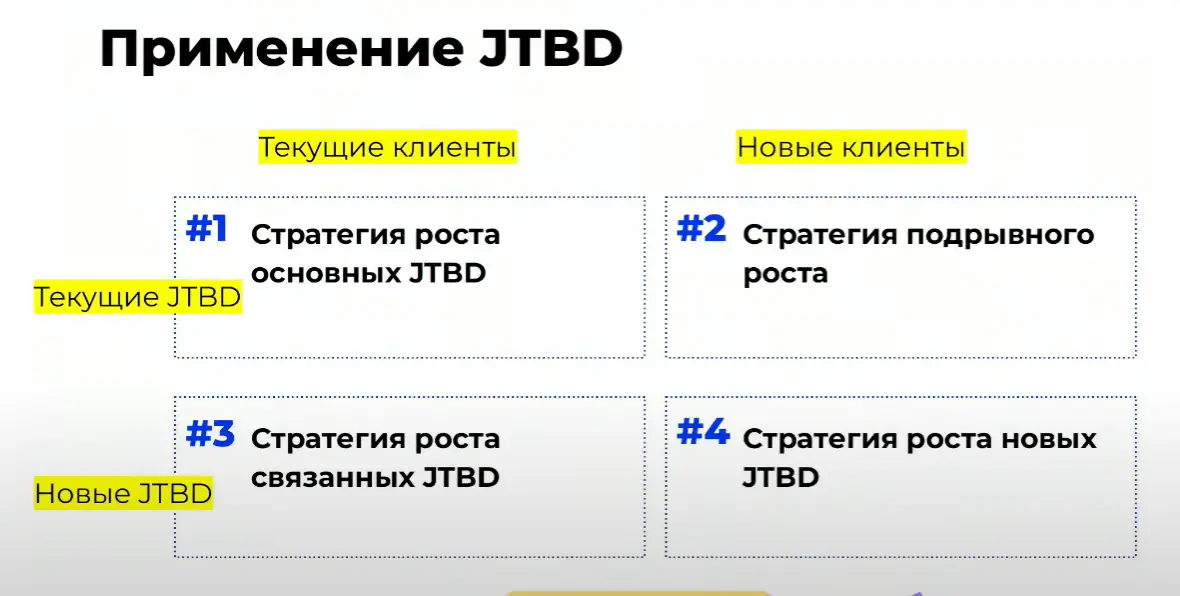 Применение JTBD
Текущие клиенты
Новые клиенты
#1 Стратегия роста
основных JTBD
#2 Стратегия подрывного
роста
Текущие JTBD
#3 Стратегия роста
связанных JTBD
#4 Стратегия роста новых
JTBD
Новые JTBD